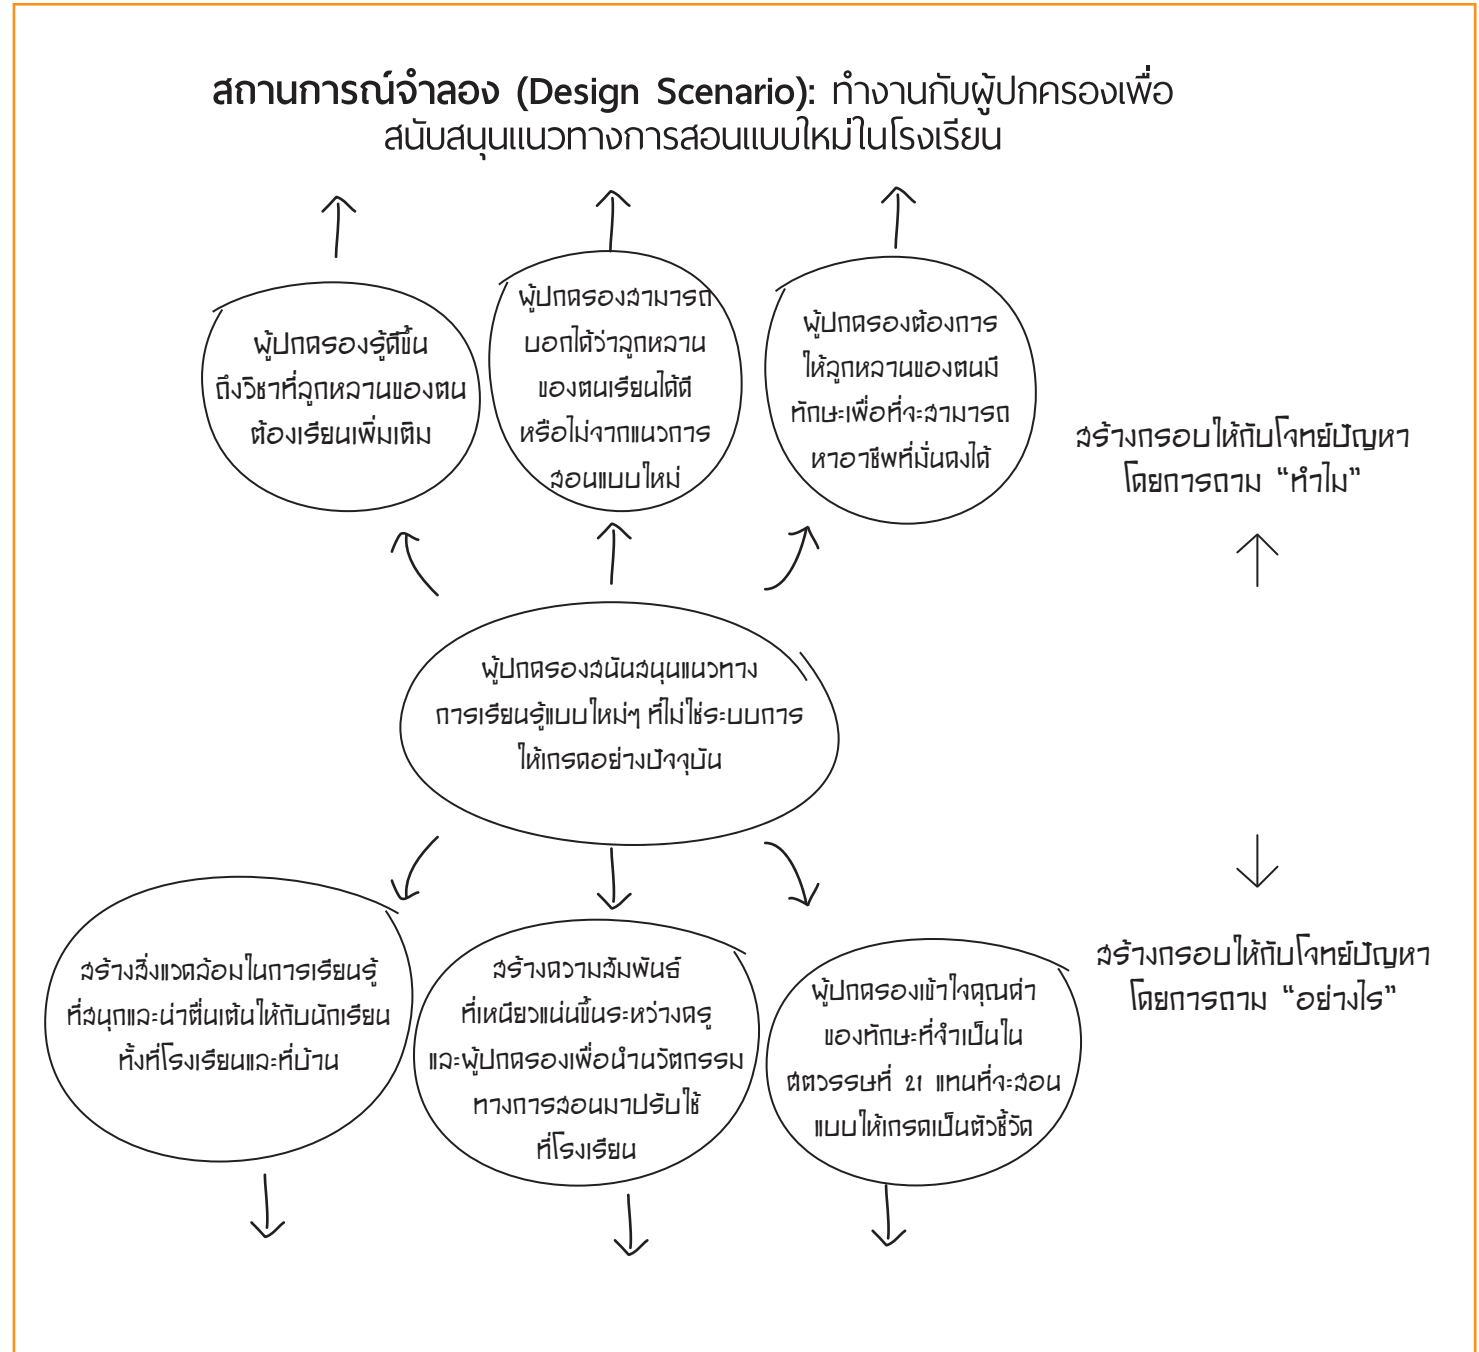 สถานการณ์จำลอง (Design Scenario): ทำงานกับผู้ปกครองเพื่อ
สนับสนุนแนวทางการสอนแบบใหม่ในโรงเรียน
ผู้ปกครองรู้ดีขึ้น
ถึงวิชาที่ลูกหลานของตน
ต้องเรียนเพิ่มเติม
ผู้ปกครองสามารถ
บอกได้ว่าลูกหลาน
ของตนเรียนได้ดี
หรือไม่จากแนวการ
สอนแบบใหม่
ผู้ปกครองต้องการ
ให้ลูกหลานของตนมี
ทักษะเพื่อที่จะสามารถ
หาอาชีพที่มั่นคงได้
สร้างกรอบให้กับโจทย์ปัญหา
โดยการถาม “ทำไม”
ผู้ปกครองสนันสนุนแนวทาง
การเรียนรู้แบบใหม่ๆ ที่ไม่ใช่ระบบการ
ให้เกรดอย่างปัจจุบัน
สร้างสิ่งแวดล้อมในการเรียนรู้
ที่สนุกและน่าตื่นเต้นให้กับนักเรียน
ทั้งที่โรงเรียนและที่บ้าน
สร้างความสัมพันธ์
ที่เหนียวแน่นขึ้นระหว่างครู
และผู้ปกครองเพื่อนำนวัตกรรม
ทางการสอนมาปรับใช้
ที่โรงเรียน
ผู้ปกครองเข้าใจคุณค่า
ของทักษะที่จำเป็นใน
ศตวรรษที่ 21 แทนที่จะสอน
แบบให้เกรดเป็นตัวชี้วัด
สร้างกรอบให้กับโจทย์ปัญหา
โดยการถาม “อย่างไร”